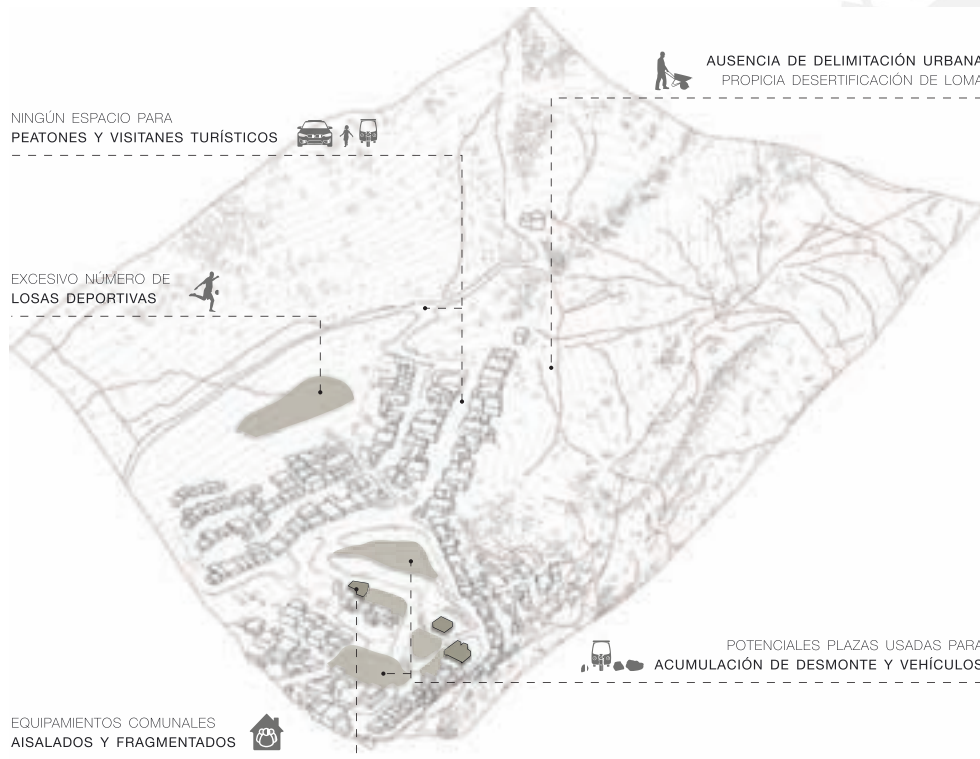 AUSENCIA DE DELIMITACIÓN URBANA
PROPICIA DESERTIFICACIÓN DE LOMA
NINGÚN ESPACIO PARA
PEATONES Y VISITANES TURÍSTICOS
EXCESIVO NÚMERO DE
LOSAS DEPORTIVAS
POTENCIALES PLAZAS USADAS PARA
ACUMULACIÓN DE DESMONTE Y VEHÍCULOS
EQUIPAMIENTOS COMUNALES
AISALADOS Y FRAGMENTADOS